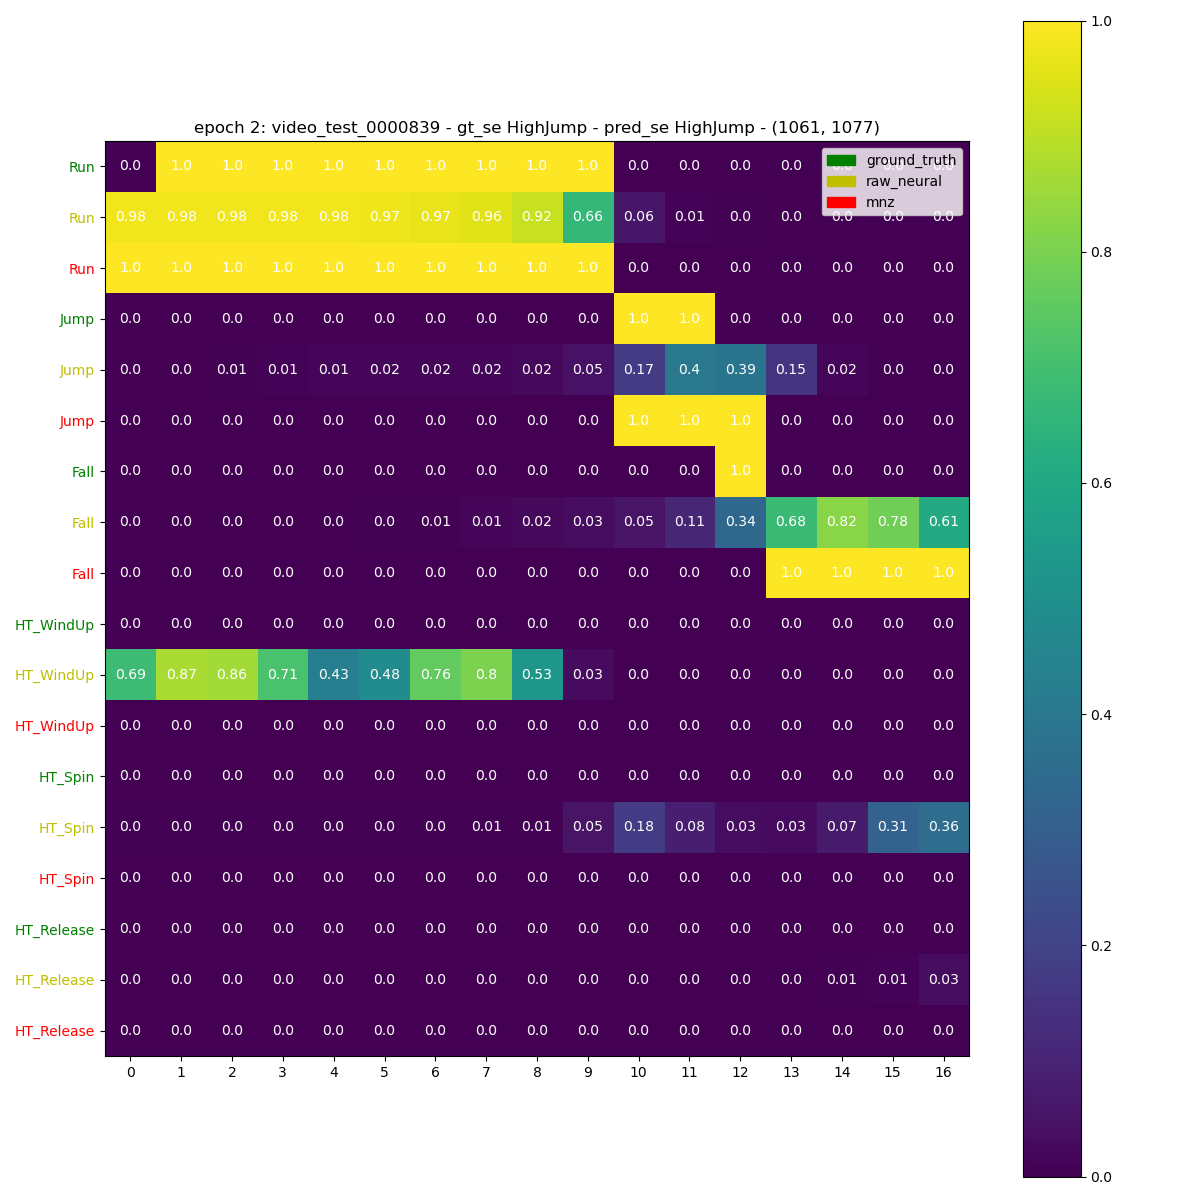 epoch 2: video_test_0000839 - gt_se HighJump - pred_se HighJump - (1061, 1077)
ground_truth
raw_neural
mnz
Run 0.0 1.0 1.0 1.0 1.0 1.0 1.0 1.0 1.0 1.0 0.0 0.0 0.0 0.0
Run 0.98 0.98 0.98 0.98 0.98 0.97 0.97 0.96 0.92 0.66 0.06 0.01 0.0 0.0 0.0 0.0 0.0
Run 1.0 1.0 1.0 1.0 1.0 1.0 1.0 1.0 1.0 1.0 0.0 0.0 0.0 0.0 0.0 0.0 0.0
Jump 0.0 0.0 0.0 0.0 0.0 0.0 0.0 0.0 0.0 0.0 1.0 1.0 0.0 0.0 0.0 0.0 0.0
Jump 0.0 0.0 0.01 0.01 0.01 0.02 0.02 0.02 0.02 0.05 0.17 0.4 0.39 0.15 0.02 0.0 0.0
Jump 0.0 0.0 0.0 0.0 0.0 0.0 0.0 0.0 0.0 0.0 1.0 1.0 1.0 0.0 0.0 0.0 0.0
Fall 0.0 0.0 0.0 0.0 0.0 0.0 0.0 0.0 0.0 0.0 0.0 0.0 1.0 0.0 0.0 0.0 0.0
Fall 0.0 0.0 0.0 0.0 0.0 0.0 0.01 0.01 0.02 0.03 0.05 0.11 0.34 0.68 0.82 0.78 0.61
Fall 0.0 0.0 0.0 0.0 0.0 0.0 0.0 0.0 0.0 0.0 0.0 0.0 0.0 1.0 1.0 1.0 1.0
HT_WindUp 0.0 0.0 0.0 0.0 0.0 0.0 0.0 0.0 0.0 0.0 0.0 0.0 0.0 0.0 0.0 0.0 0.0
HT_WindUp 0.69 0.87 0.86 0.71 0.43 0.48 0.76 0.8 0.53 0.03 0.0 0.0 0.0 0.0 0.0 0.0 0.0
HT_WindUp 0.0 0.0 0.0 0.0 0.0 0.0 0.0 0.0 0.0 0.0 0.0 0.0 0.0 0.0 0.0 0.0 0.0
HT_Spin 0.0 0.0 0.0 0.0 0.0 0.0 0.0 0.0 0.0 0.0 0.0 0.0 0.0 0.0 0.0 0.0 0.0
HT_Spin 0.0 0.0 0.0 0.0 0.0 0.0 0.0 0.01 0.01 0.05 0.18 0.08 0.03 0.03 0.07 0.31 0.36
HT_Spin 0.0 0.0 0.0 0.0 0.0 0.0 0.0 0.0 0.0 0.0 0.0 0.0 0.0 0.0 0.0 0.0 0.0
HT_Release 0.0 0.0 0.0 0.0 0.0 0.0 0.0 0.0 0.0 0.0 0.0 0.0 0.0 0.0 0.0 0.0 0.0
HT_Release 0.0 0.0 0.0 0.0 0.0 0.0 0.0 0.0 0.0 0.0 0.0 0.0 0.0 0.0 0.01 0.01 0.03
HT_Release 0.0 0.0 0.0 0.0 0.0 0.0 0.0 0.0 0.0 0.0 0.0 0.0 0.0 0.0 0.0 0.0 0.0
0 1 2 3 4 5 6 7 8 9 10 11 12 13 14 15 16
1.0
0.8
0.6
0.4
0.2
0.0